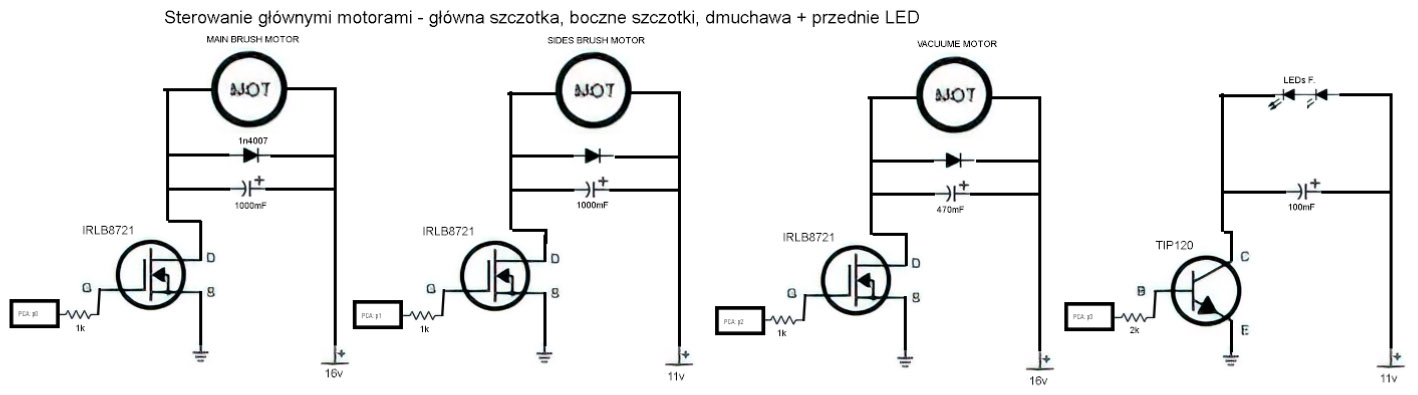 Sterowanie głównymi motorami - główna szczotka, boczne szczotki, dmuchawa + przednie LED
MAIN BRUSH MOTOR
MOT
1n4007
+
1000mF
IRLB8721
D
G
S
PCA: p0
1k
+
16v
SIDES BRUSH MOTOR
MOT
+
1000mF
IRLB8721
D
G
S
PCA: p1
1k
+
11v
VACUUME MOTOR
MOT
+
470mF
IRLB8721
D
G
S
PCA: p2
1k
+
16v
LEDs F.
+
100mF
TIP120
C
B
E
PCA: p3
2k
+
11v